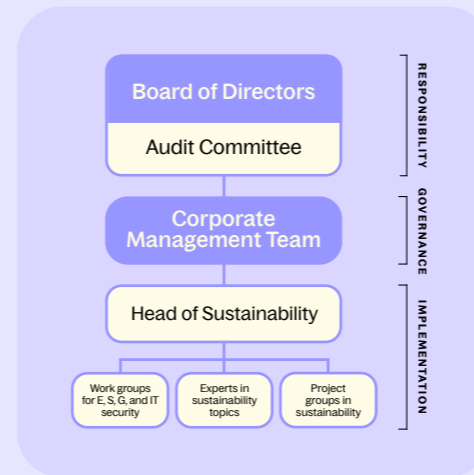 Board of Directors
Audit Committee
RESPONSIBILITY
Corporate
Management Team
GOVERNANCE
Head of Sustainability
IMPLEMENTATION
Work groups
for E, S, G, and IT
security
Experts in
sustainability
topics
Project
groups in
sustainability